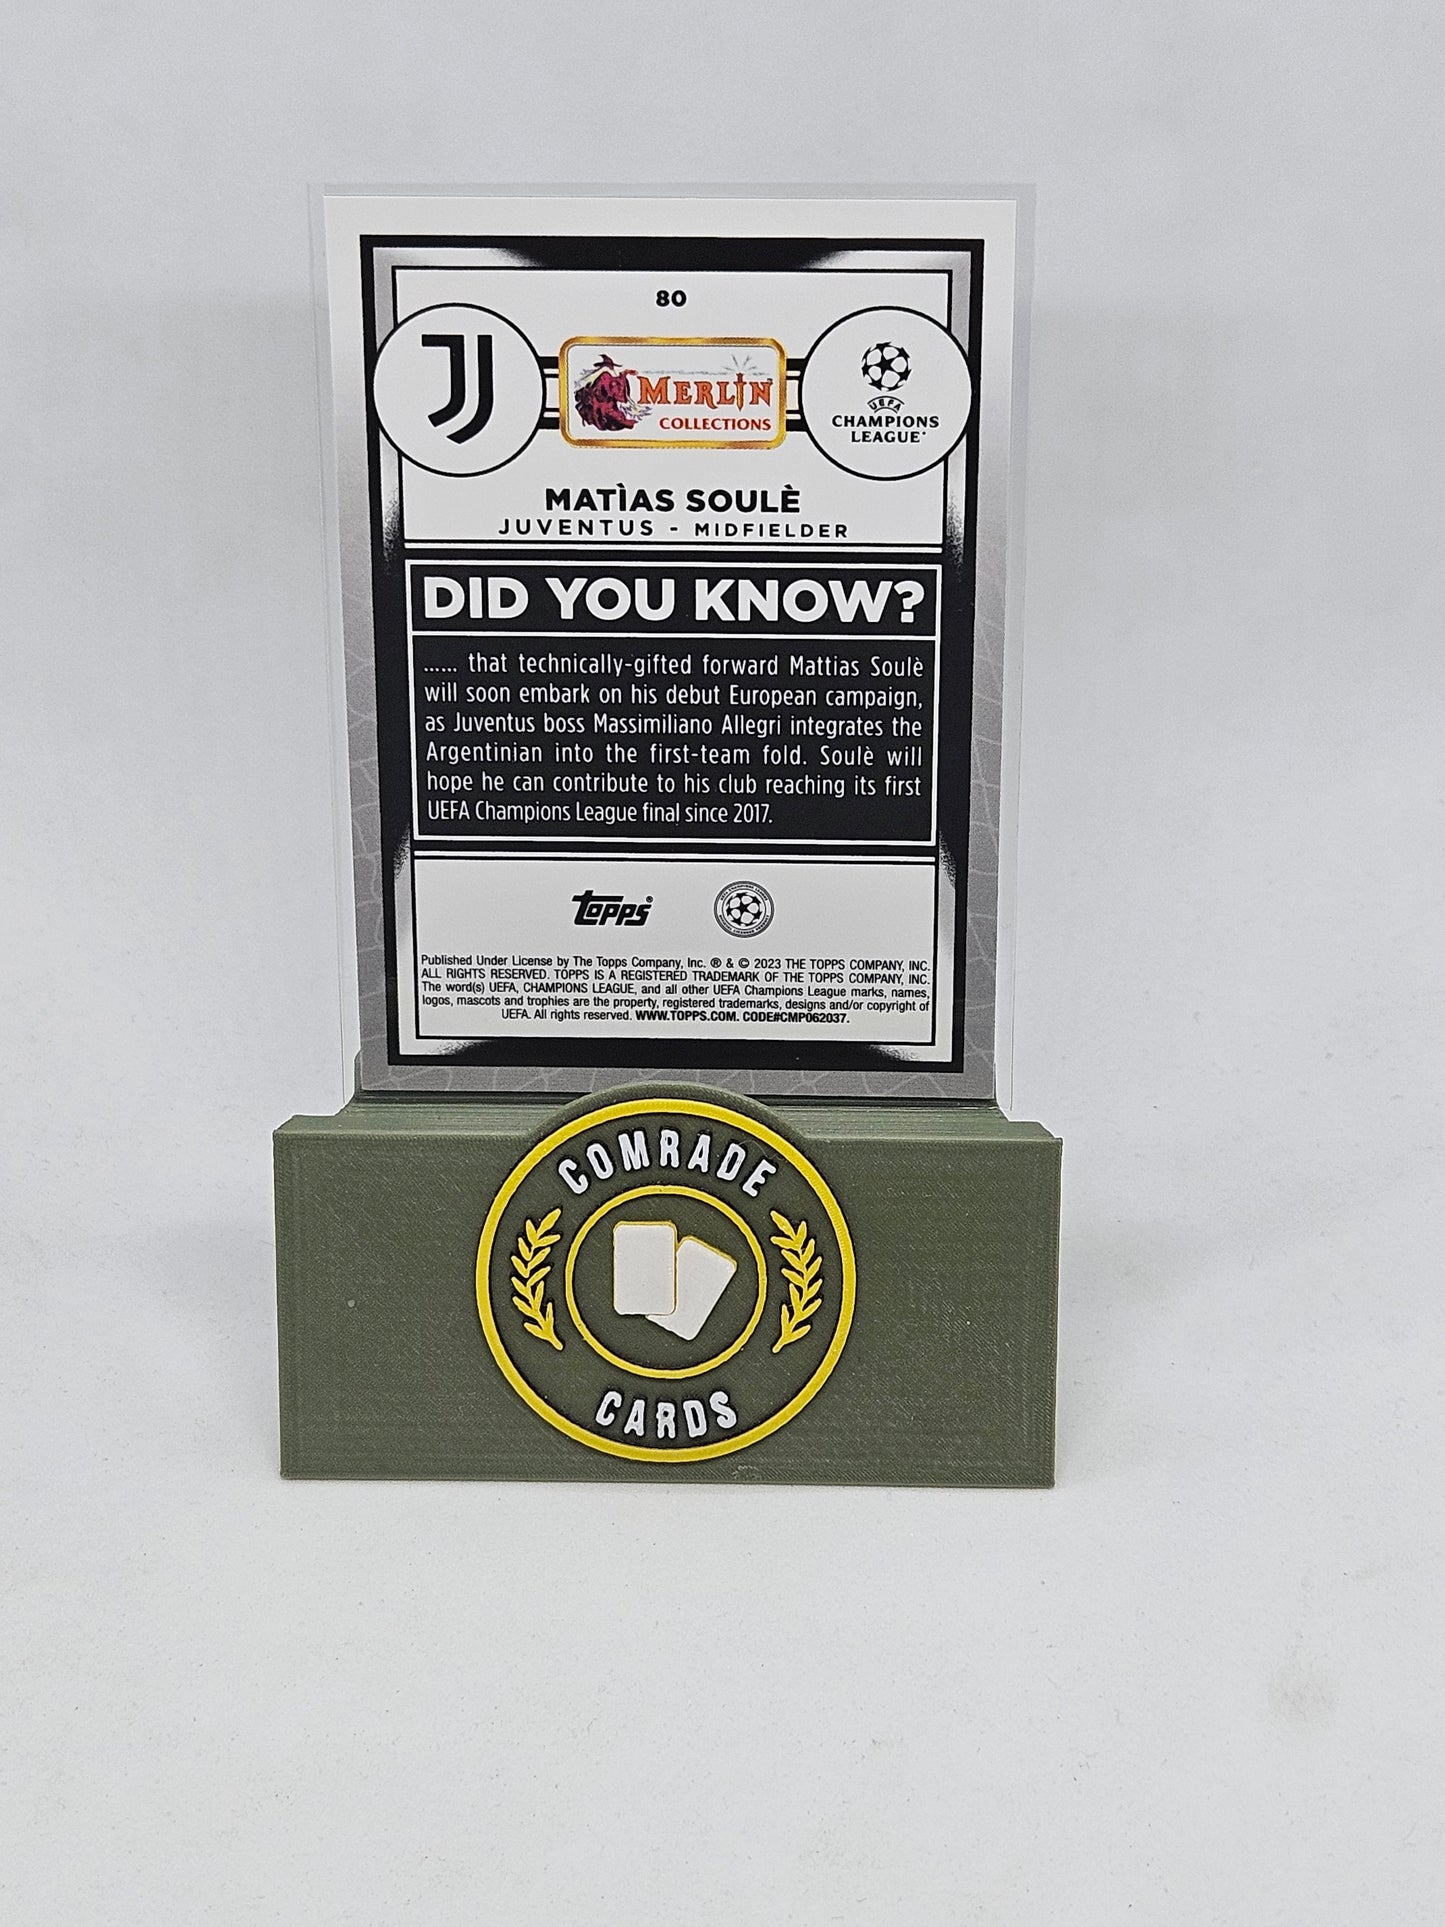 80
MERLIN
COLLECTIONS
UEFA
CHAMPIONS
LEAGUE
MATÌAS SOULÈ
JUVENTUS - MIDFIELDER
DID YOU KNOW?
...... that technically-gifted forward Mattias Soulè
will soon embark on his debut European campaign,
as Juventus boss Massimiliano Allegri integrates the
Argentinian into the first-team fold. Soulè will
hope he can contribute to his club reaching its first
UEFA Champions League final since 2017.
topps®
Published Under License by The Topps Company, Inc. ® & © 2023 THE TOPPS COMPANY, INC.
ALL RIGHTS RESERVED. TOPPS IS A REGISTERED TRADEMARK OF THE TOPPS COMPANY, INC.
The word(s) UEFA, CHAMPIONS LEAGUE, and all other UEFA Champions League marks, names,
logos, mascots and trophies are the property, registered trademarks, designs and/or copyright of
UEFA. All rights reserved. WWW.TOPPS.COM. CODE#CMP062037.
COMRADE
CARDS